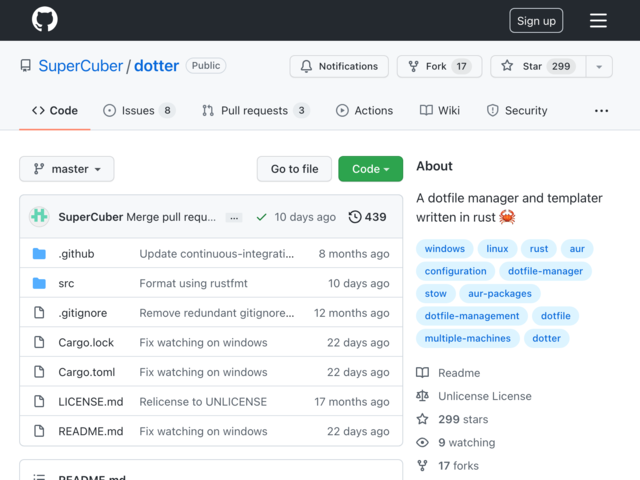 Sign up
SuperCuber / dotter Public
Notifications Fork 17 Star 299
Code Issues 8 Pull requests 3 Actions Wiki Security ...
master Go to file Code
SuperCuber Merge pull requ... ... 10 days ago 439
.github Update continuous-integrati... 8 months ago
src Format using rustfmt 10 days ago
.gitignore Remove redundant gitignore... 12 months ago
Cargo.lock Fix watching on windows 22 days ago
Cargo.toml Fix watching on windows 22 days ago
LICENSE.md Relicense to UNLICENSE 17 months ago
README.md Fix watching on windows 22 days ago
README.md
About
A dotfile manager and templater
written in rust 🦀
windows linux rust aur
configuration dotfile-manager
stow aur-packages
dotfile-management dotfile
multiple-machines dotter
Readme
Unlicense License
299 stars
9 watching
17 forks